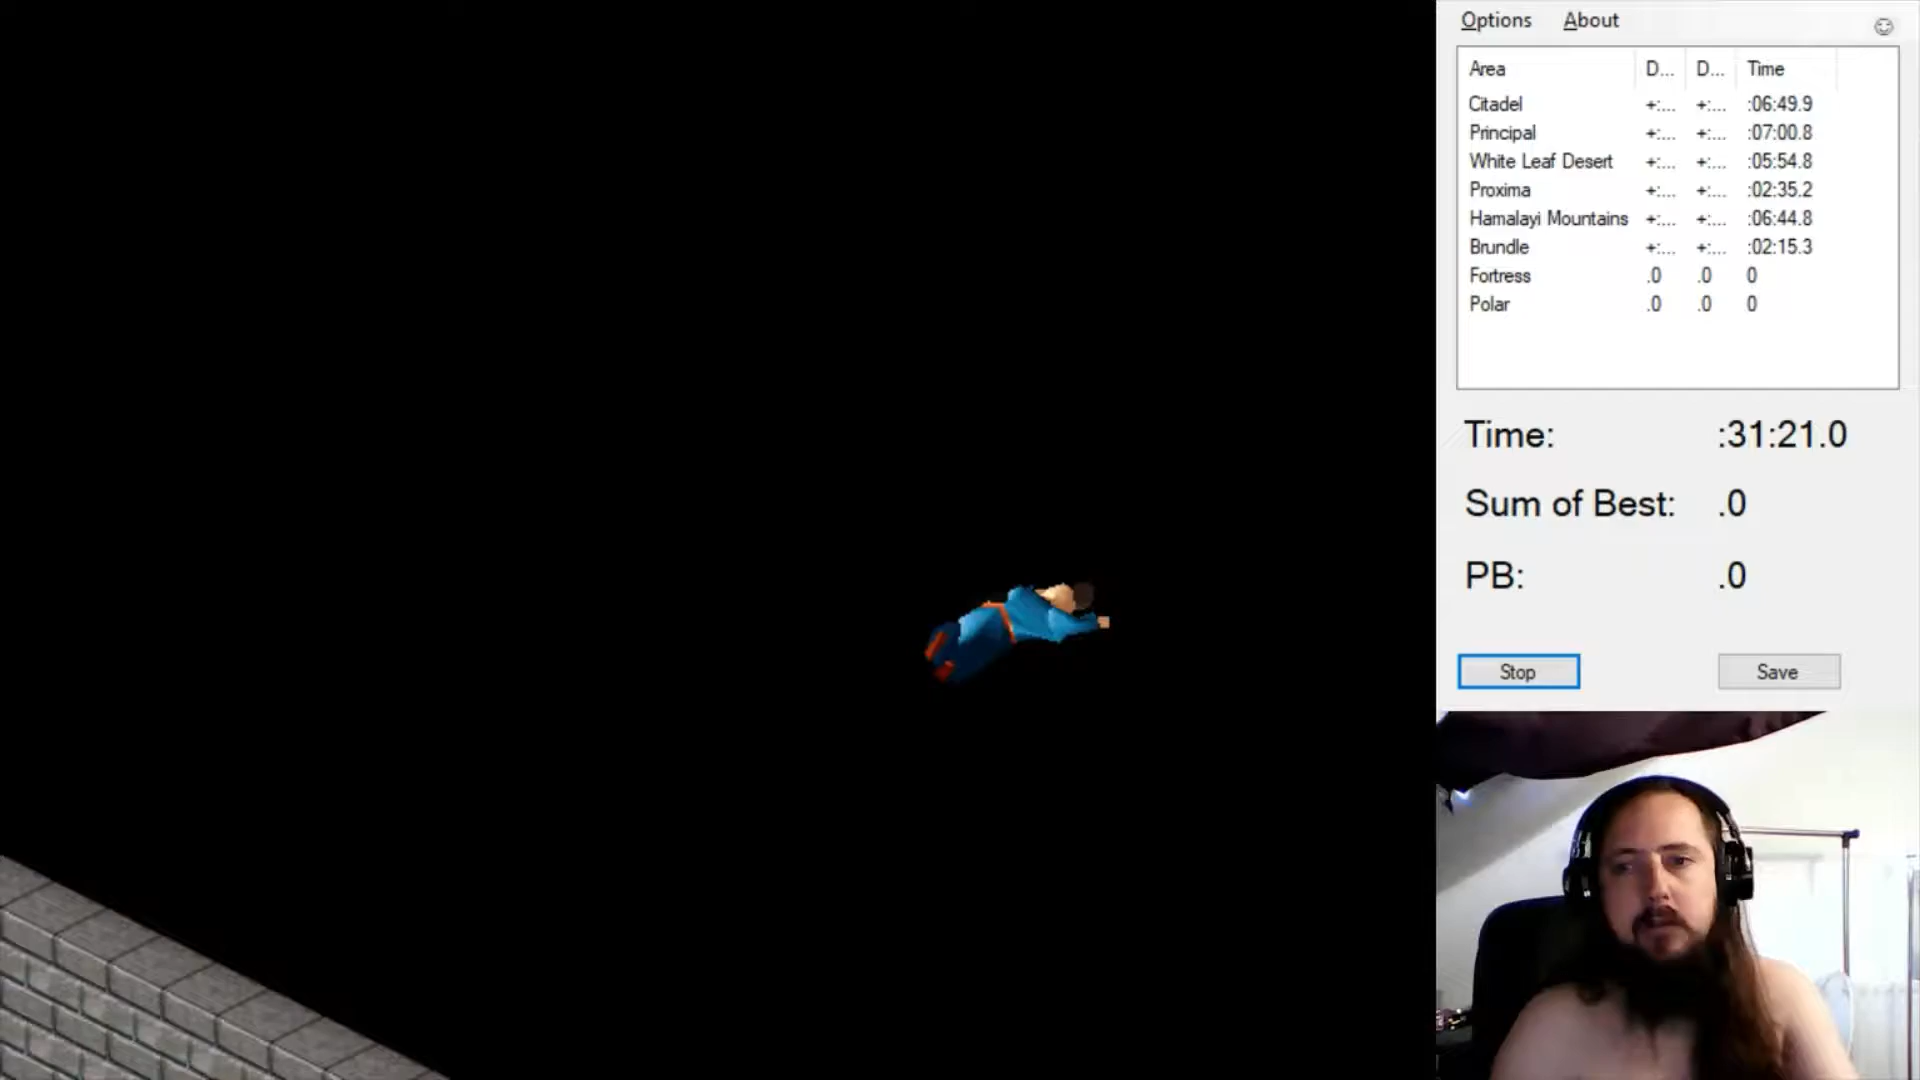 Options About
Area D... D... Time
Citadel +:... +:... :06:49.9
Principal +:... +:... :07:00.8
White Leaf Desert +:... +:... :05:54.8
Proxima +:... +:... :02:35.2
Hamalayi Mountains +:... +:... :06:44.8
Brundle +:... +:... :02:15.3
Fortress .0 .0 0
Polar .0 .0 0
Time: :31:21.0
Sum of Best: .0
PB: .0
Stop Save